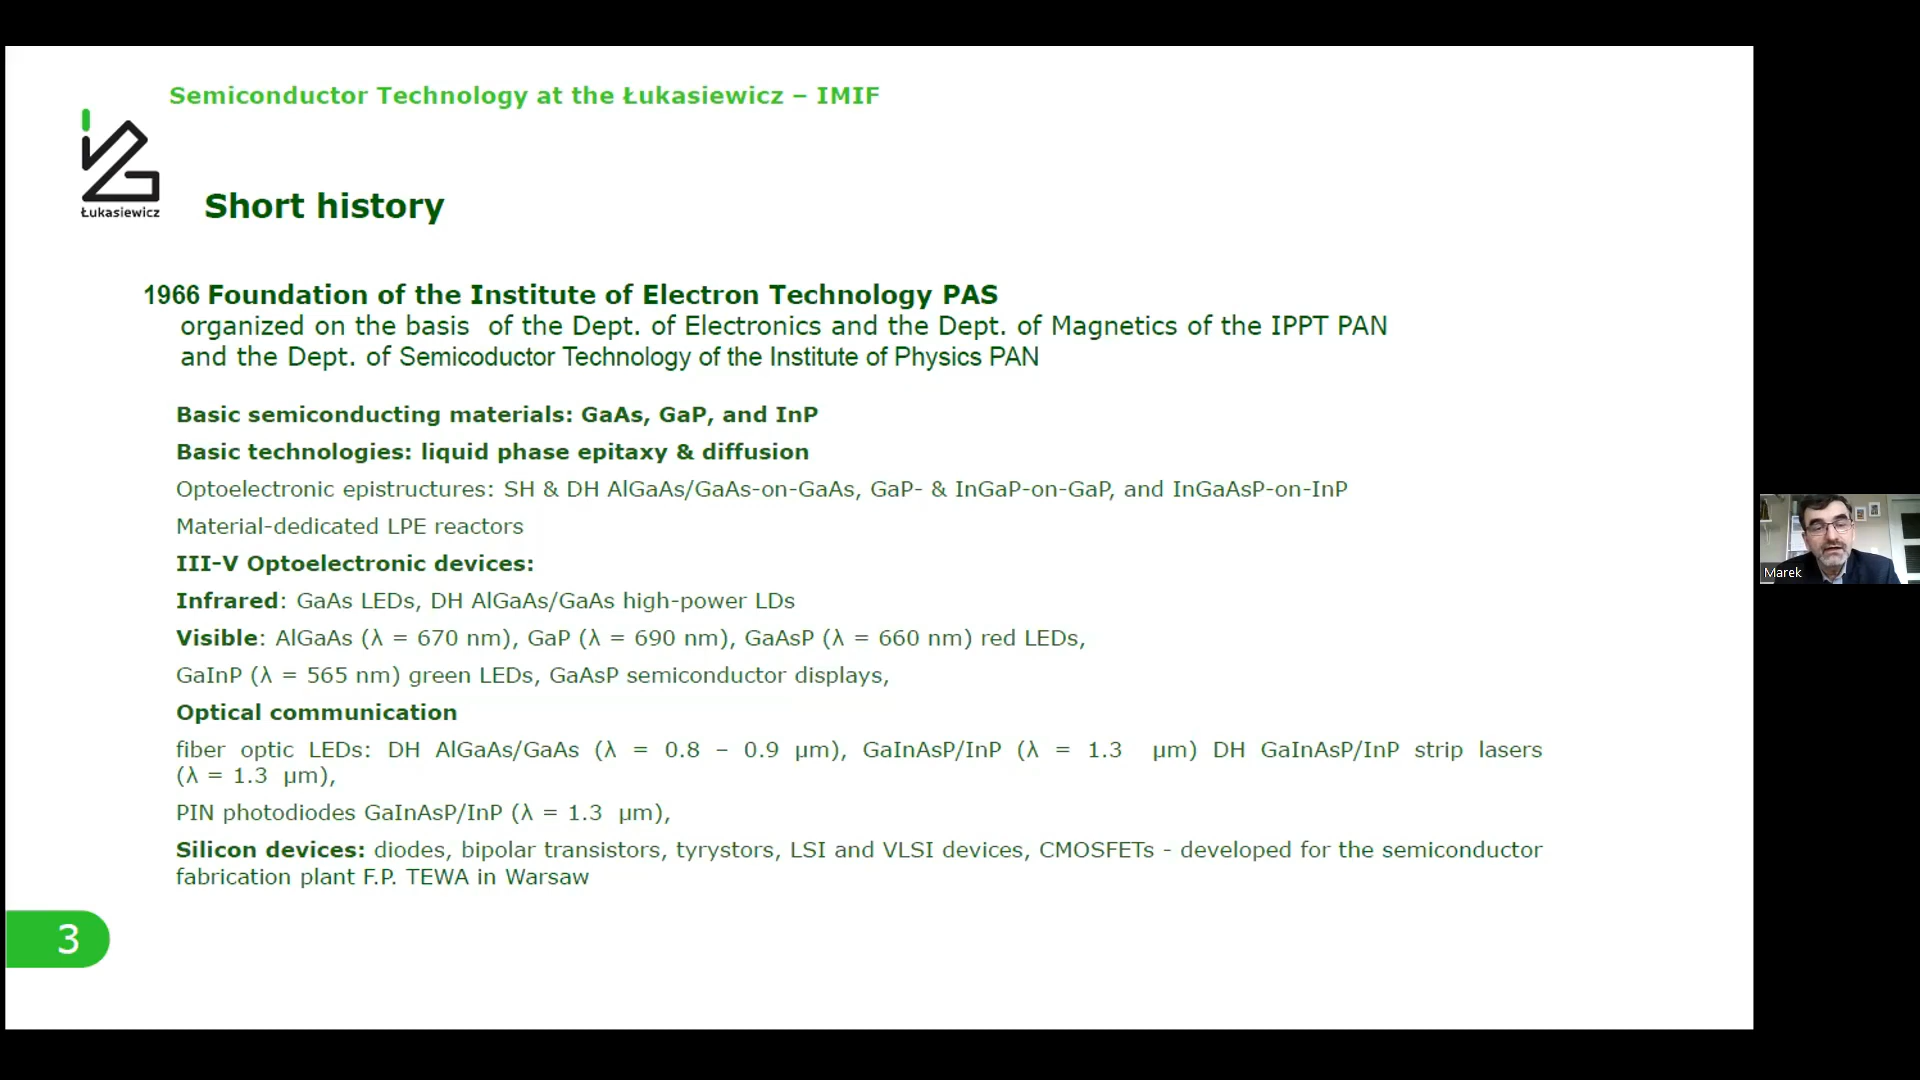 Semiconductor Technology at the Łukasiewicz – IMIF
Łukasiewicz
Short history
1966 Foundation of the Institute of Electron Technology PAS
organized on the basis of the Dept. of Electronics and the Dept. of Magnetics of the IPPT PAN
and the Dept. of Semicoductor Technology of the Institute of Physics PAN
Basic semiconducting materials: GaAs, GaP, and InP
Basic technologies: liquid phase epitaxy & diffusion
Optoelectronic epistructures: SH & DH AlGaAs/GaAs-on-GaAs, GaP- & InGaP-on-GaP, and InGaAsP-on-InP
Material-dedicated LPE reactors
III-V Optoelectronic devices:
Infrared: GaAs LEDs, DH AlGaAs/GaAs high-power LDs
Visible: AlGaAs (λ = 670 nm), GaP (λ = 690 nm), GaAsP (λ = 660 nm) red LEDs,
GaInP (λ = 565 nm) green LEDs, GaAsP semiconductor displays,
Optical communication
fiber optic LEDs: DH AlGaAs/GaAs (λ = 0.8 – 0.9 µm), GaInAsP/InP (λ = 1.3 µm) DH GaInAsP/InP strip lasers
(λ = 1.3 µm),
PIN photodiodes GaInAsP/InP (λ = 1.3 µm),
Silicon devices: diodes, bipolar transistors, tyrystors, LSI and VLSI devices, CMOSFETs - developed for the semiconductor
fabrication plant F.P. TEWA in Warsaw
3
Marek